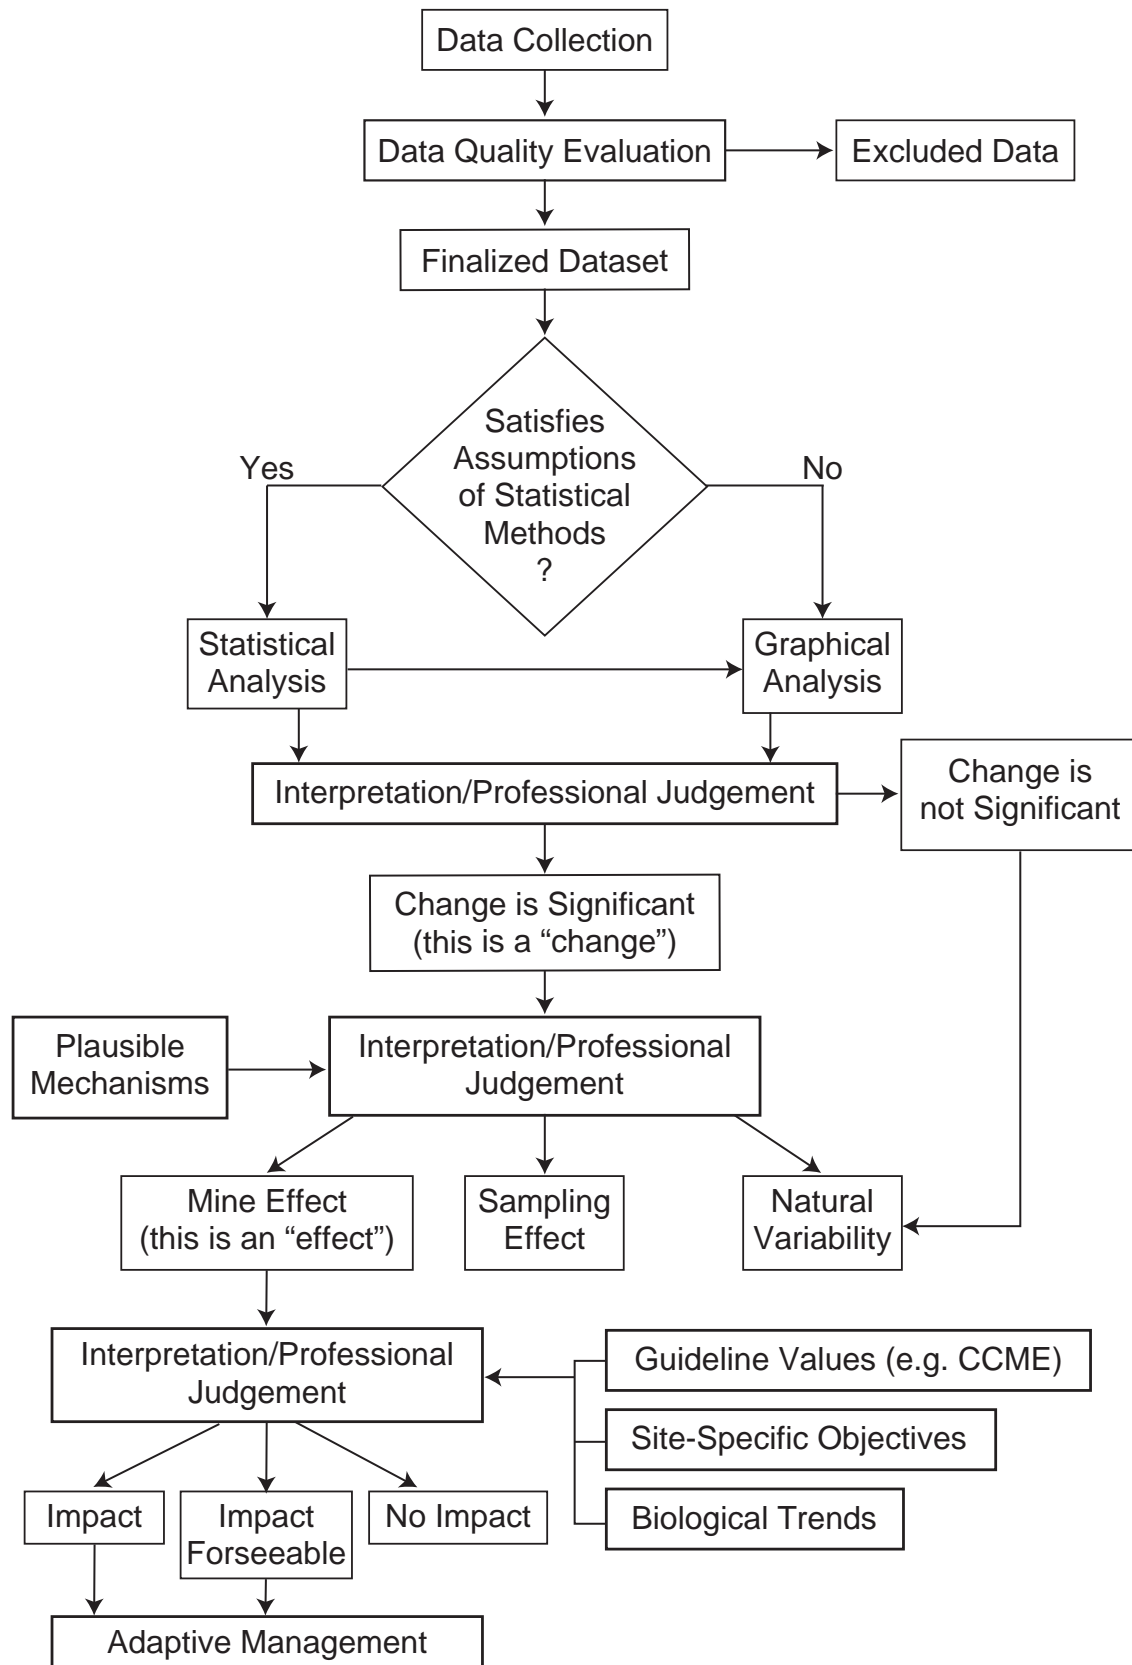 Data Collection
Data Quality Evaluation
Excluded Data
Finalized Dataset
Satisfies
Assumptions
of Statistical
Methods
?
Yes
No
Statistical
Analysis
Graphical
Analysis
Interpretation/Professional Judgement
Change is
not Significant
Change is Significant
(this is a “change”)
Plausible
Mechanisms
Interpretation/Professional
Judgement
Mine Effect
(this is an “effect”)
Sampling
Effect
Natural
Variability
Interpretation/Professional
Judgement
Guideline Values (e.g. CCME)
Site-Specific Objectives
Biological Trends
Impact
Impact
Forseeable
No Impact
Adaptive Management